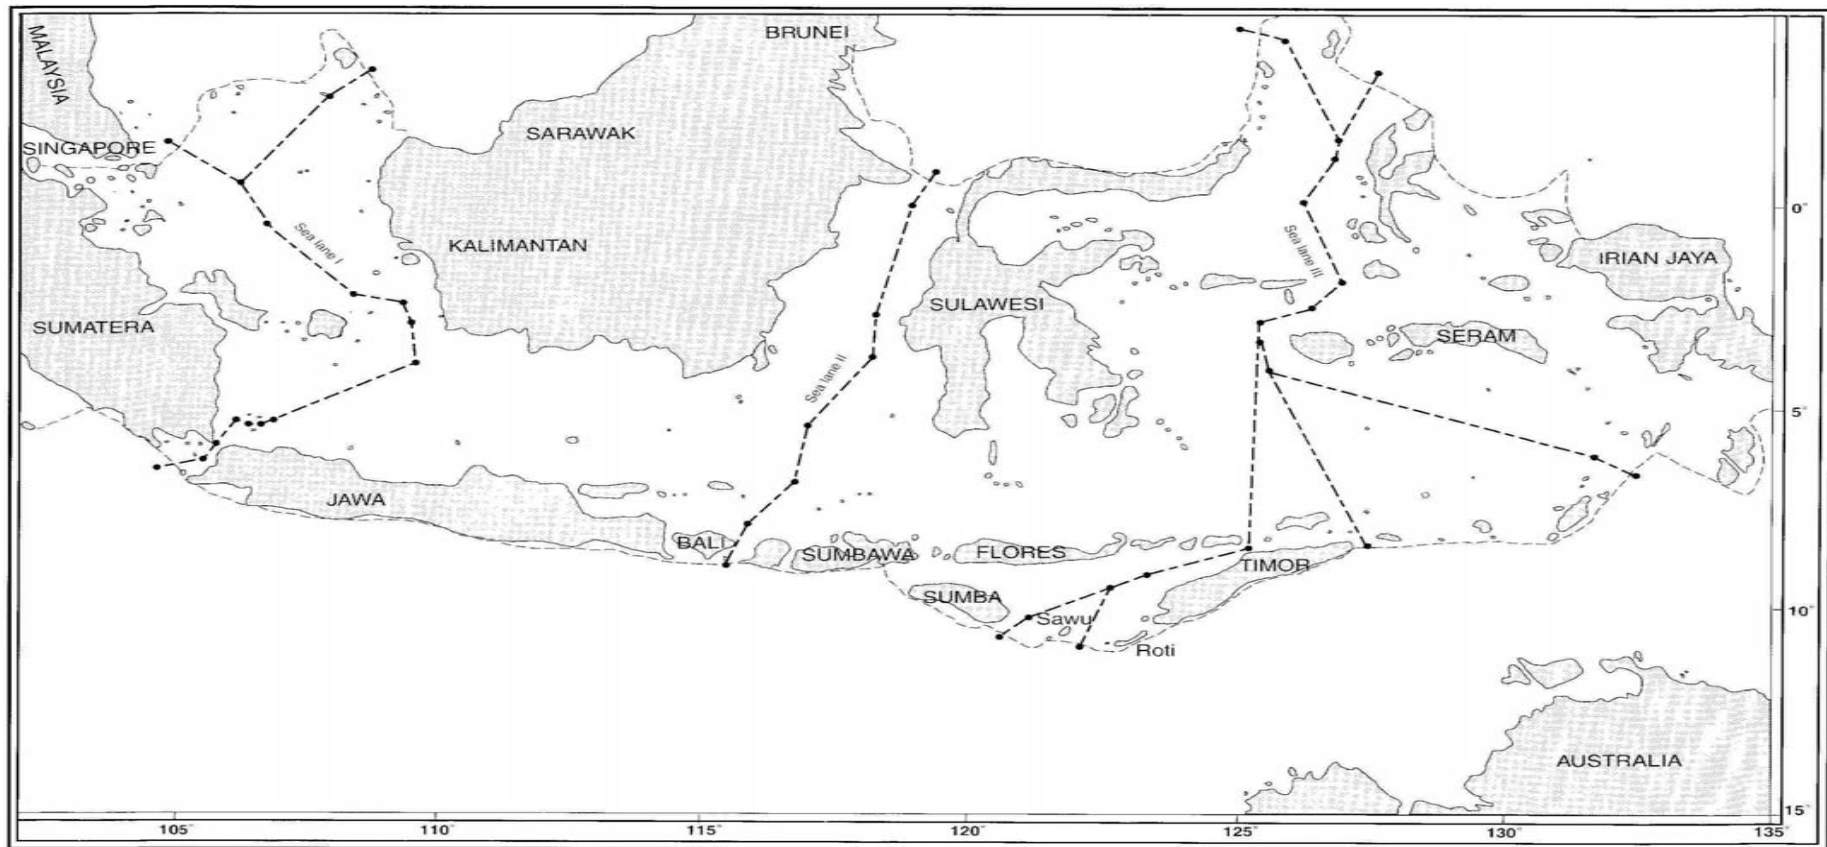 BRUNEI
MALAYSIA
SARAWAK
SINGAPORE
0°
Sea lane I
KALIMANTAN
Sea lane III
IRIAN JAYA
SULAWESI
SUMATERA
SERAM
Sea lane II
5°
JAWA
BALI
SUMBAWA
FLORES
TIMOR
SUMBA
10°
Sawu
Roti
AUSTRALIA
15°
105°
110°
115°
120°
125°
130°
135°